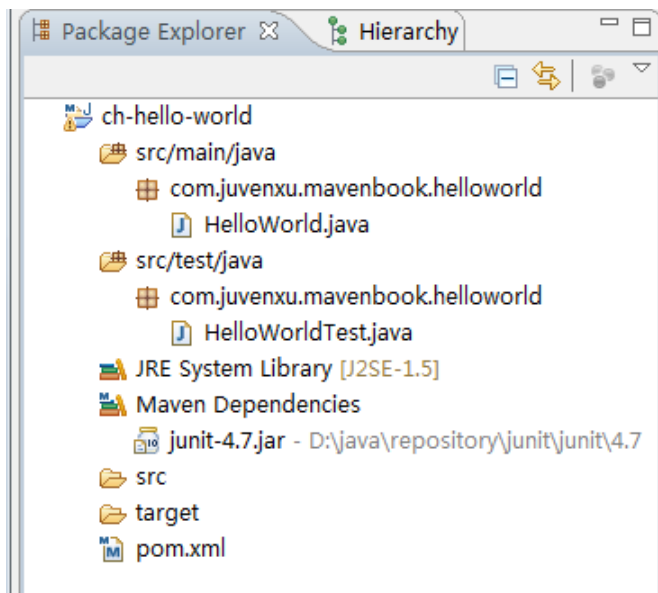 Package Explorer Hierarchy
ch-hello-world
src/main/java
com.juvenxu.mavenbook.helloworld
HelloWorld.java
src/test/java
com.juvenxu.mavenbook.helloworld
HelloWorldTest.java
JRE System Library [J2SE-1.5]
Maven Dependencies
junit-4.7.jar - D:\java\repository\junit\junit\4.7
src
target
pom.xml